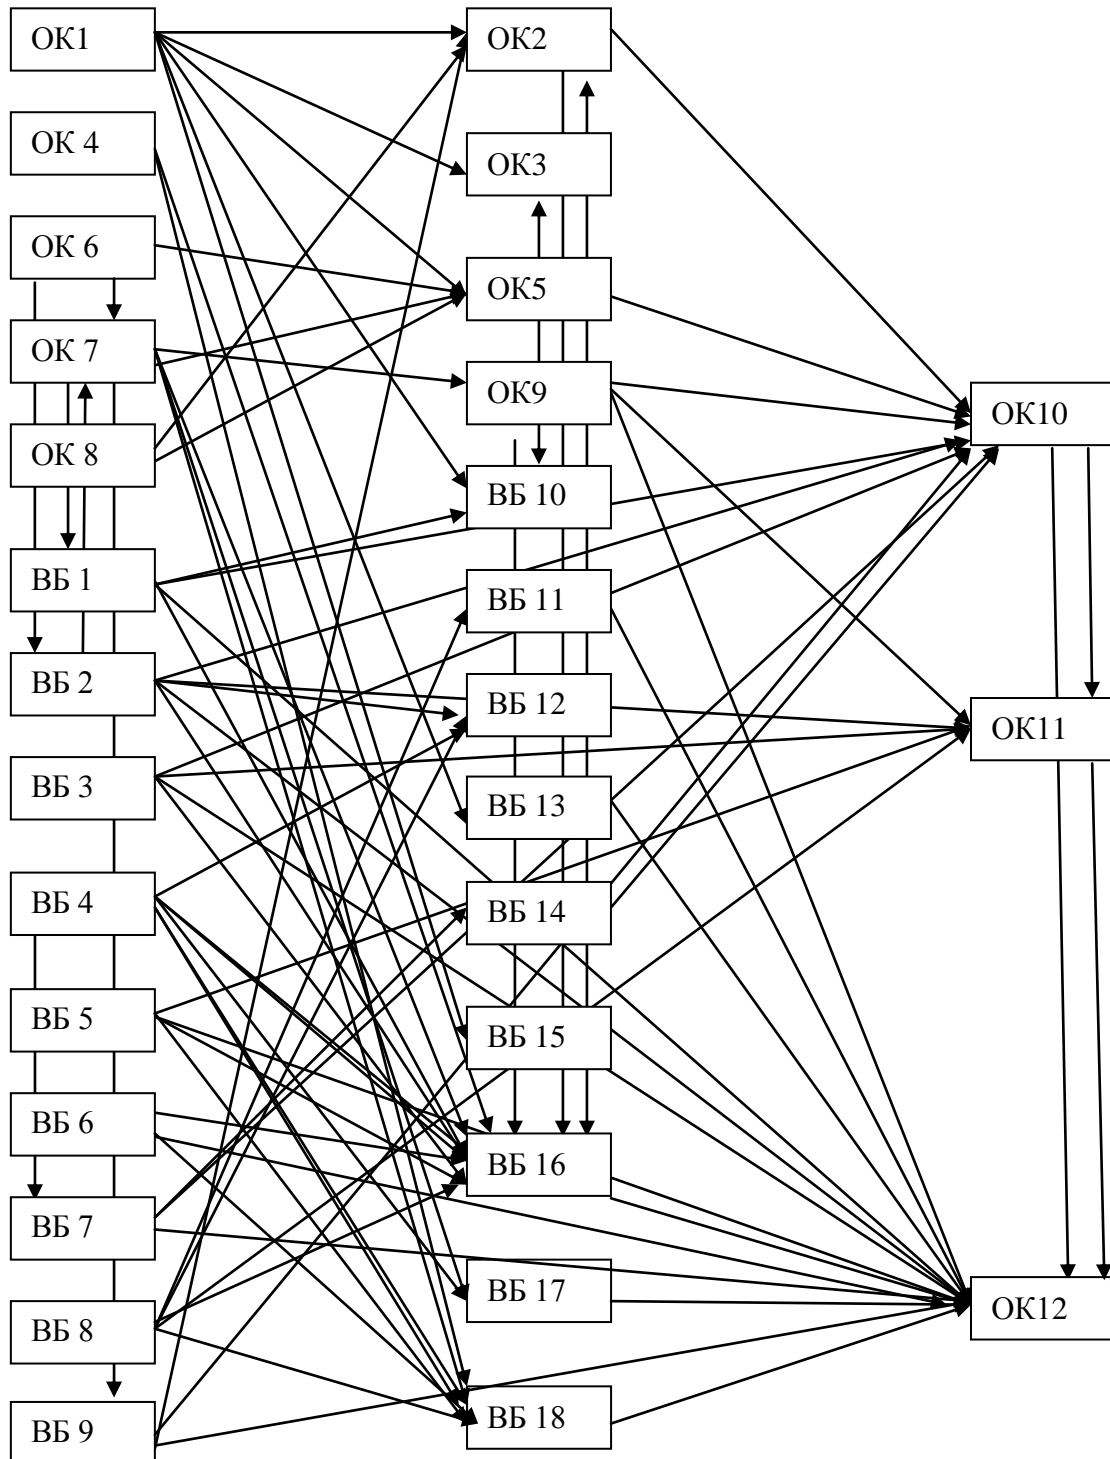 ОК1
ОК 4
ОК 6
ОК 7
ОК 8
ВБ 1
ВБ 2
ВБ 3
ВБ 4
ВБ 5
ВБ 6
ВБ 7
ВБ 8
ВБ 9
ОК2
ОК3
ОК5
ОК9
ВБ 10
ВБ 11
ВБ 12
ВБ 13
ВБ 14
ВБ 15
ВБ 16
ВБ 17
ВБ 18
ОК10
ОК11
ОК12